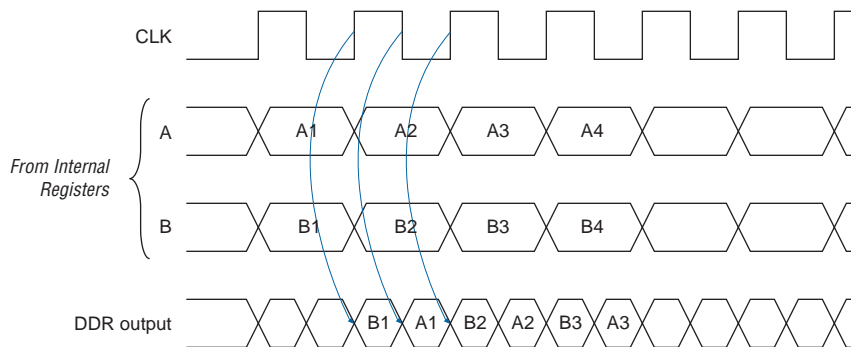 CLK
A
A1 A2 A3 A4
From Internal
Registers
B
B1 B2 B3 B4
DDR output
B1 A1 B2 A2 B3 A3